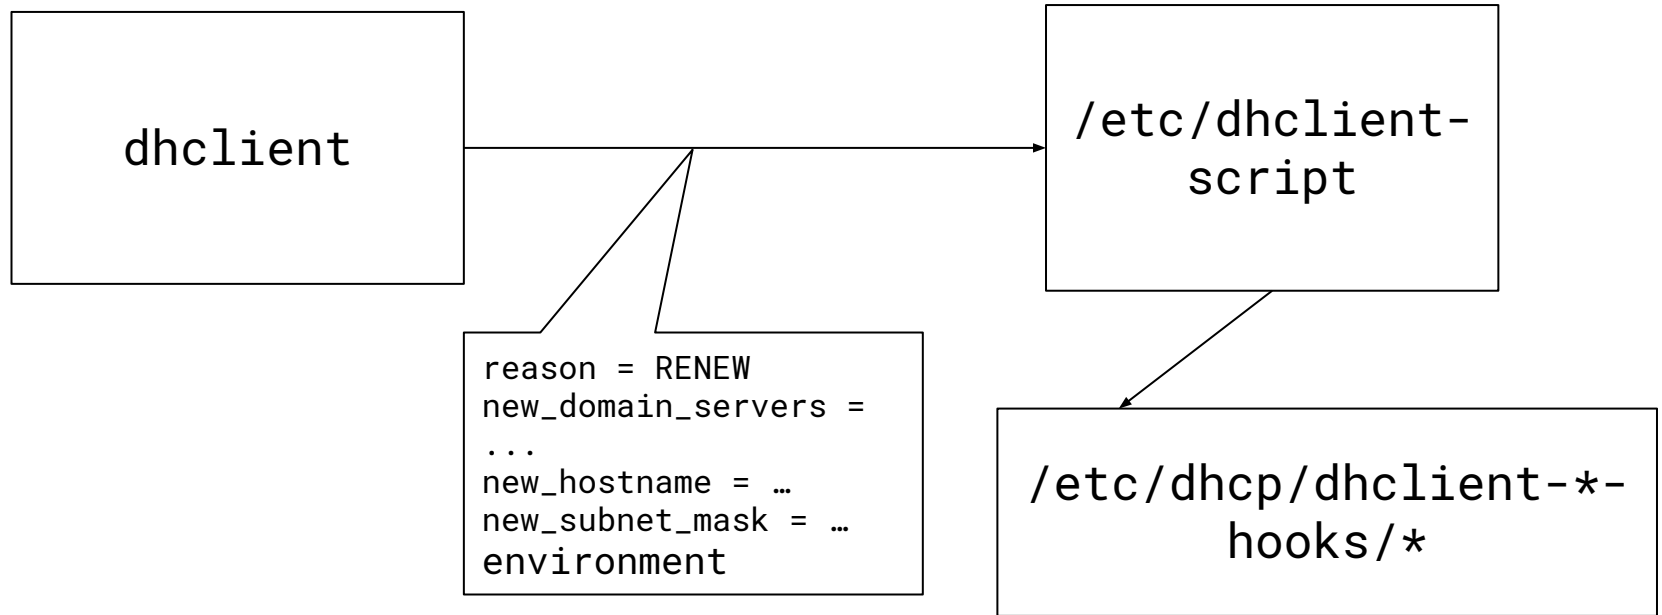 dhclient
/etc/dhclient-
script
reason = RENEW
new_domain_servers =
...
new_hostname = …
new_subnet_mask = …
environment
/etc/dhcp/dhclient-*-
hooks/*